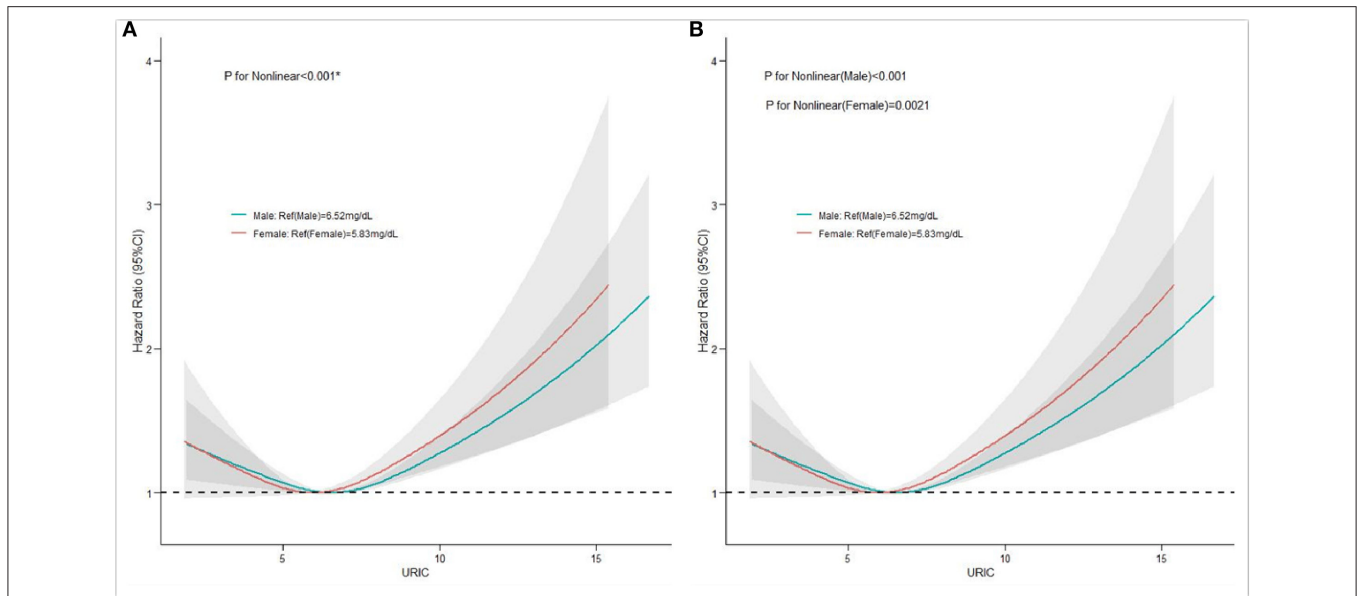 A
Hazard Ratio (95%CI)
4
3
2
1
P for Nonlinear<0.001*
Male: Ref(Male)=6.52mg/dL
Female: Ref(Female)=5.83mg/dL
5 10 15
URIC
B
Hazard Ratio (95%CI)
4
3
2
1
P for Nonlinear(Male)<0.001
P for Nonlinear(Female)=0.0021
Male: Ref(Male)=6.52mg/dL
Female: Ref(Female)=5.83mg/dL
5 10 15
URIC